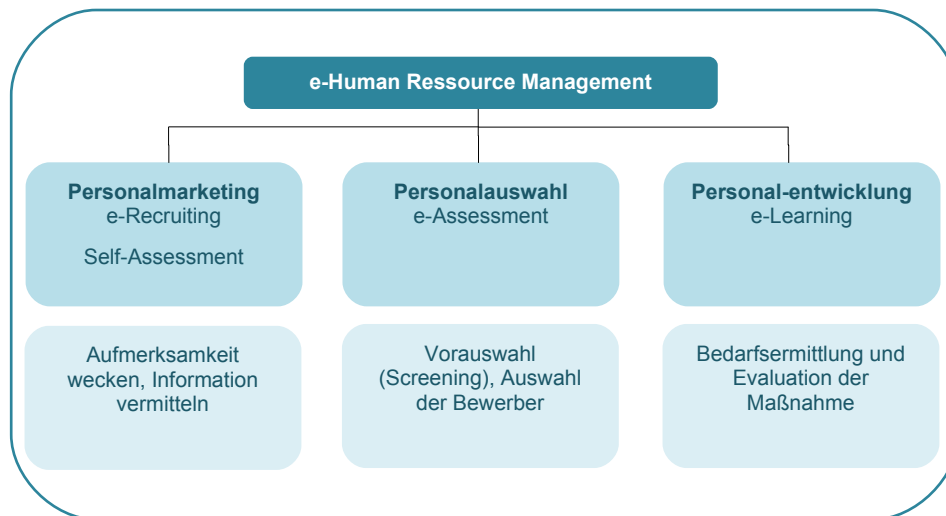 e-Human Ressource Management
Personalmarketing
e-Recruiting
Self-Assessment
Personalauswahl
e-Assessment
Personal-entwicklung
e-Learning
Aufmerksamkeit
wecken, Information
vermitteln
Vorauswahl
(Screening), Auswahl
der Bewerber
Bedarfsermittlung und
Evaluation der
Maßnahme